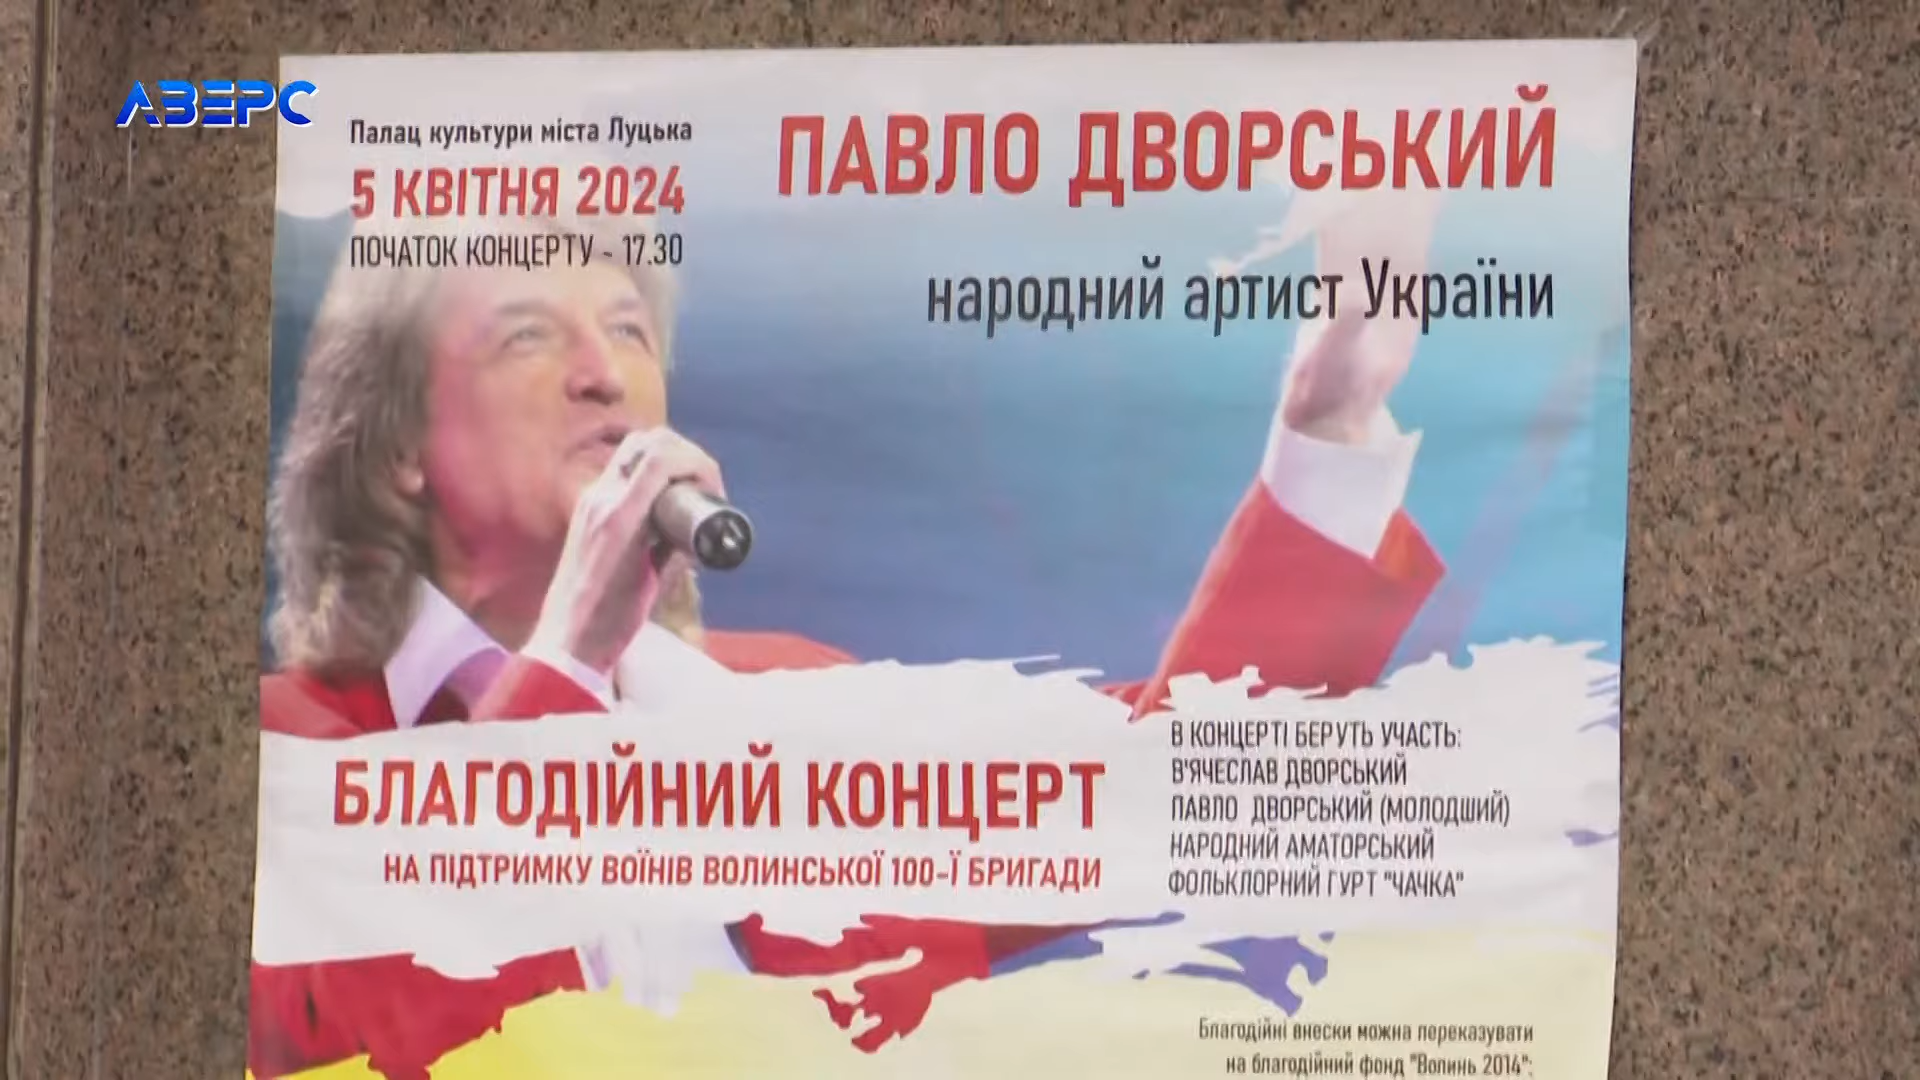 АВЕРС
Палац культури міста Луцька
5 КВІТНЯ 2024
ПОЧАТОК КОНЦЕРТУ - 17.30
ПАВЛО ДВОРСЬКИЙ
народний артист України
БЛАГОДІЙНИЙ КОНЦЕРТ
НА ПІДТРИМКУ ВОЇНІВ ВОЛИНСЬКОЇ 100-Ї БРИГАДИ
В КОНЦЕРТІ БЕРУТЬ УЧАСТЬ:
В'ЯЧЕСЛАВ ДВОРСЬКИЙ
ПАВЛО ДВОРСЬКИЙ (МОЛОДШИЙ)
НАРОДНИЙ АМАТОРСЬКИЙ
ФОЛЬКЛОРНИЙ ГУРТ "ЧАЧКА"
Благодійні внески можна переказувати
на благодійний фонд "Волинь 2014":